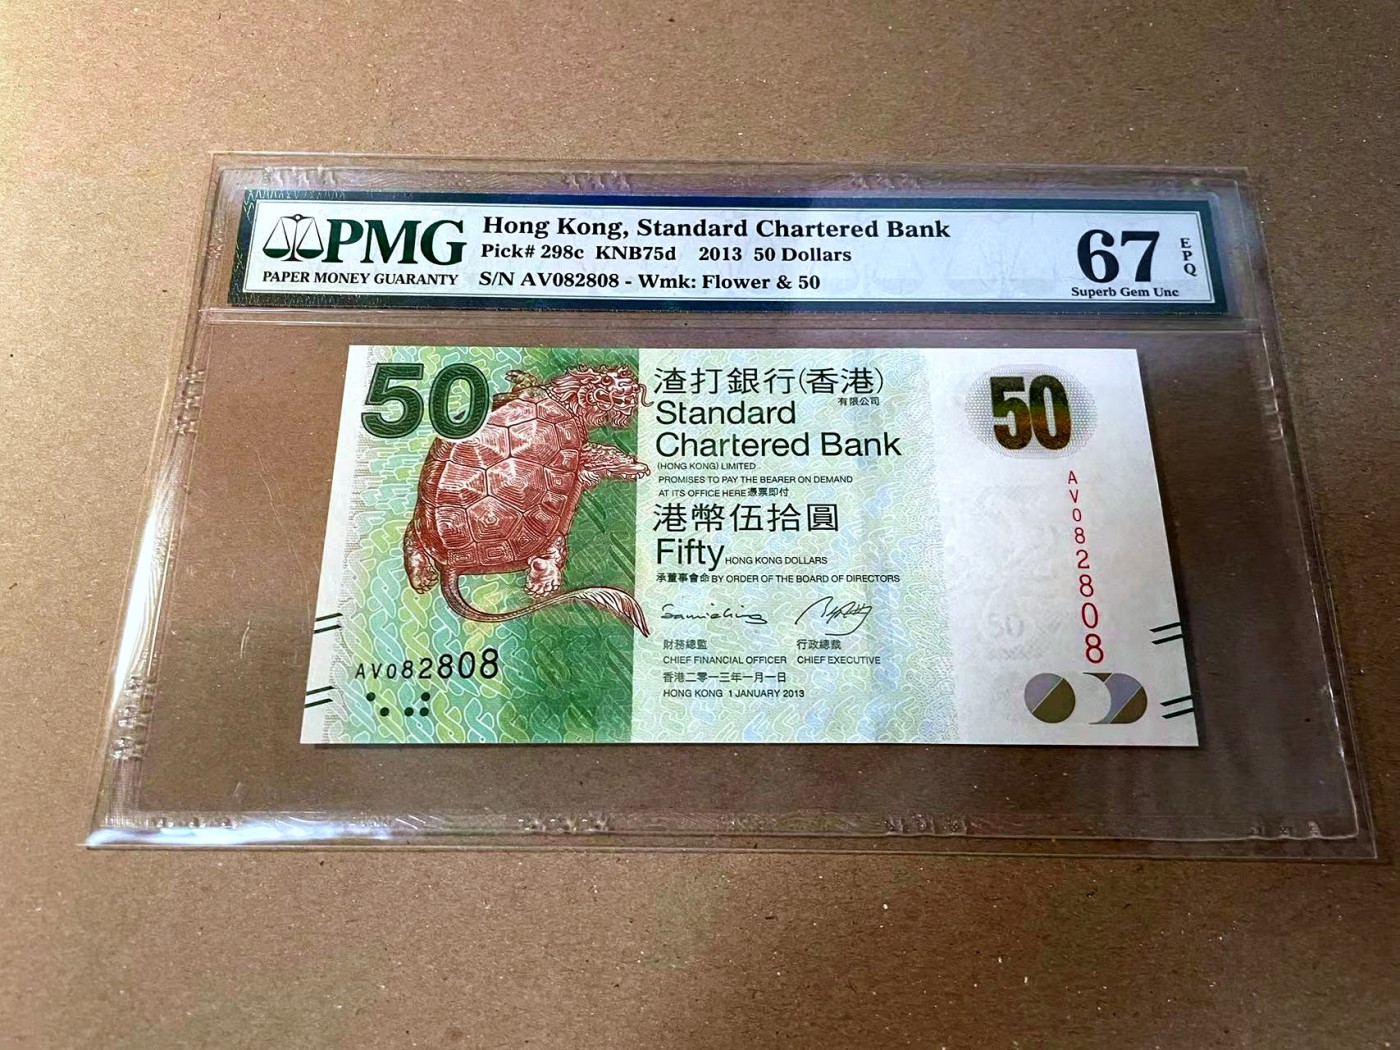 PMG
PAPER MONEY GUARANTY
Hong Kong, Standard Chartered Bank
Pick# 298c KNB75d 2013 50 Dollars
S/N AV082808 - Wmk: Flower & 50
67
EPQ
Superb Gem Unc
50
渣打銀行(香港)
有限公司
Standard
Chartered Bank
(HONG KONG) LIMITED
PROMISES TO PAY THE BEARER ON DEMAND
AT ITS OFFICE HERE 憑票即付
港幣伍拾圓
Fifty HONG KONG DOLLARS
承董事會命 BY ORDER OF THE BOARD OF DIRECTORS
財務總監 行政總裁
CHIEF FINANCIAL OFFICER CHIEF EXECUTIVE
香港二零一三年一月一日
HONG KONG 1 JANUARY 2013
AV082808
50
AV082808
50